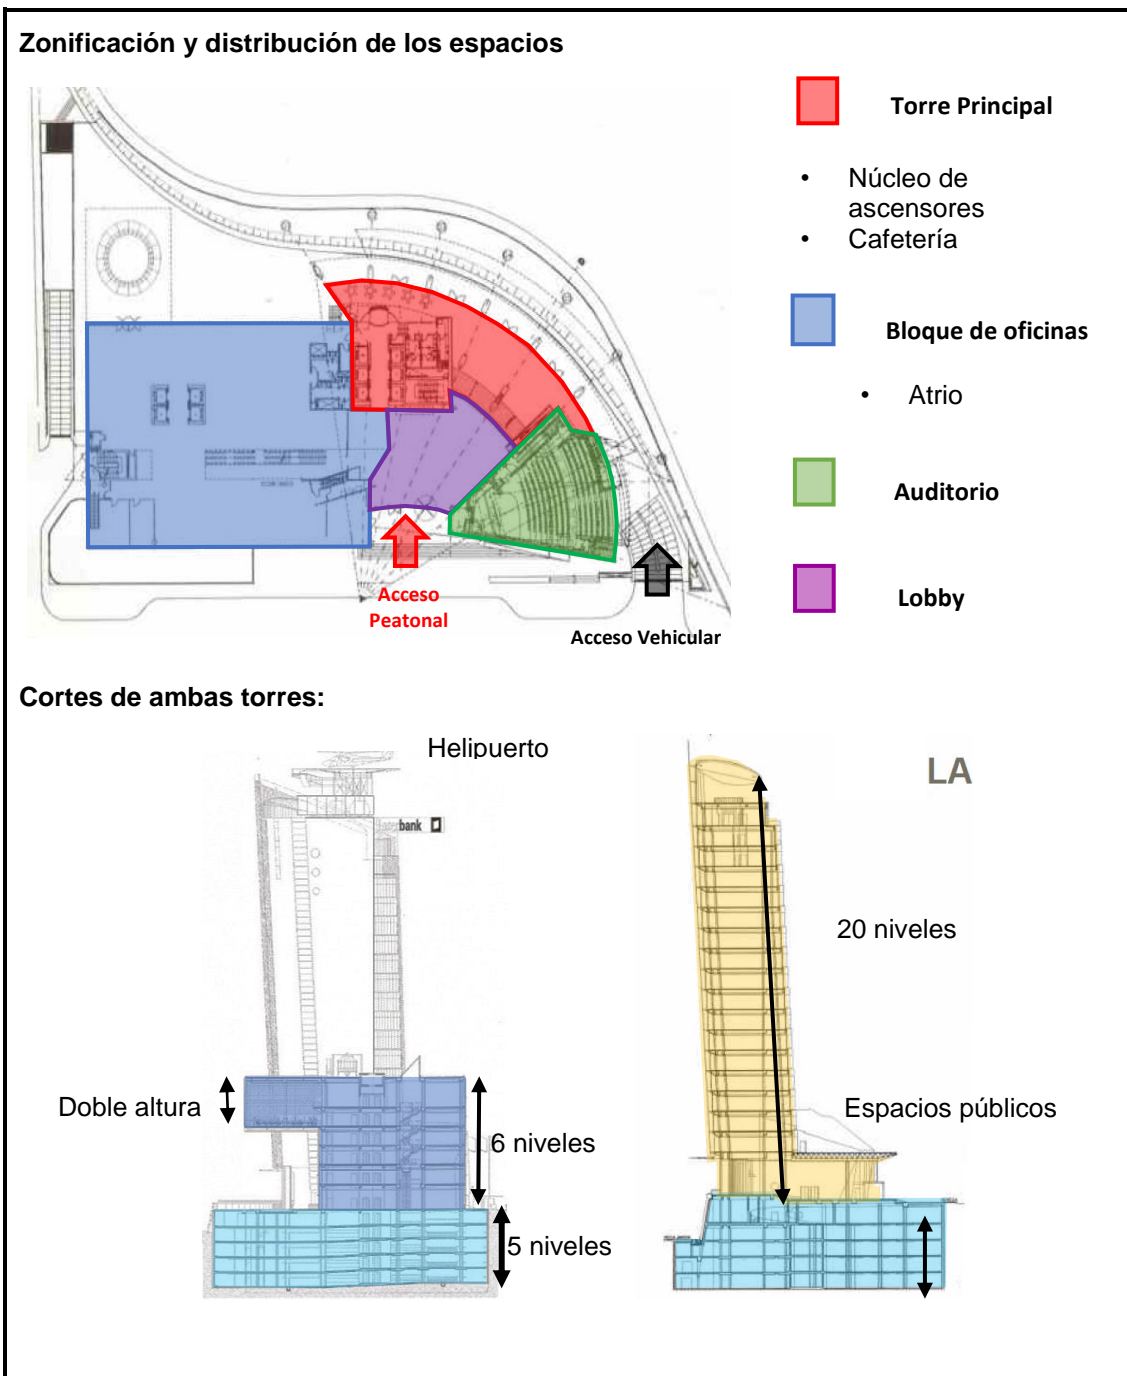 Zonificación y distribución de los espacios
Torre Principal
• Núcleo de
ascensores
• Cafetería
Bloque de oficinas
• Atrio
Auditorio
Lobby
Acceso
Peatonal
Acceso Vehicular
Cortes de ambas torres:
Helipuerto
bank
LA
20 niveles
Doble altura
6 niveles
Espacios públicos
5 niveles